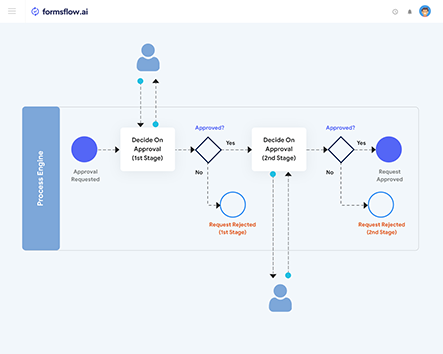 formsflow.ai
Process Engine
Approval
Requested
Decide On
Approval
(1st Stage)
Approved?
Yes
No
Request Rejected
(1st Stage)
Decide On
Approval
(2nd Stage)
Approved?
Yes
No
Request
Approved
Request Rejected
(2nd Stage)